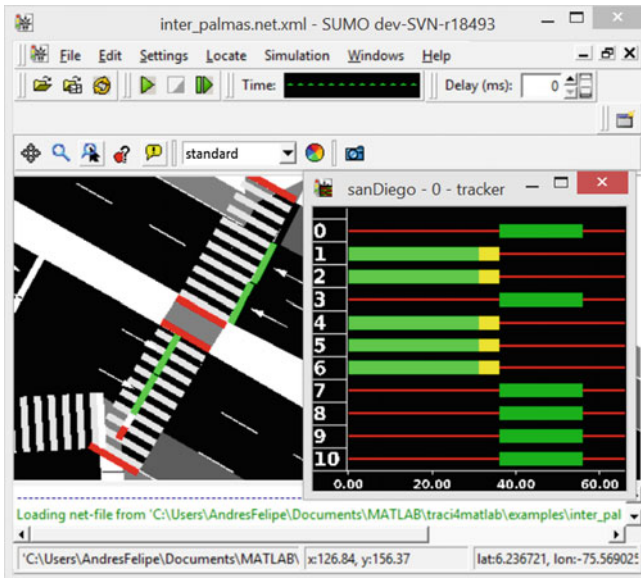 inter_palmas.net.xml - SUMO dev-SVN-r18493
File Edit Settings Locate Simulation Windows Help
Time: Delay (ms): 0
standard
sanDiego - 0 - tracker
0
1
2
3
4
5
6
7
8
9
10
0.00 20.00 40.00 60.00
Loading net-file from 'C:\Users\AndresFelipe\Documents\MATLAB\traci4matlab\examples\inter_pal
'C:\Users\AndresFelipe\Documents\MATLAB\ x:126.84, y:156.37 lat:6.236721, lon:-75.569025